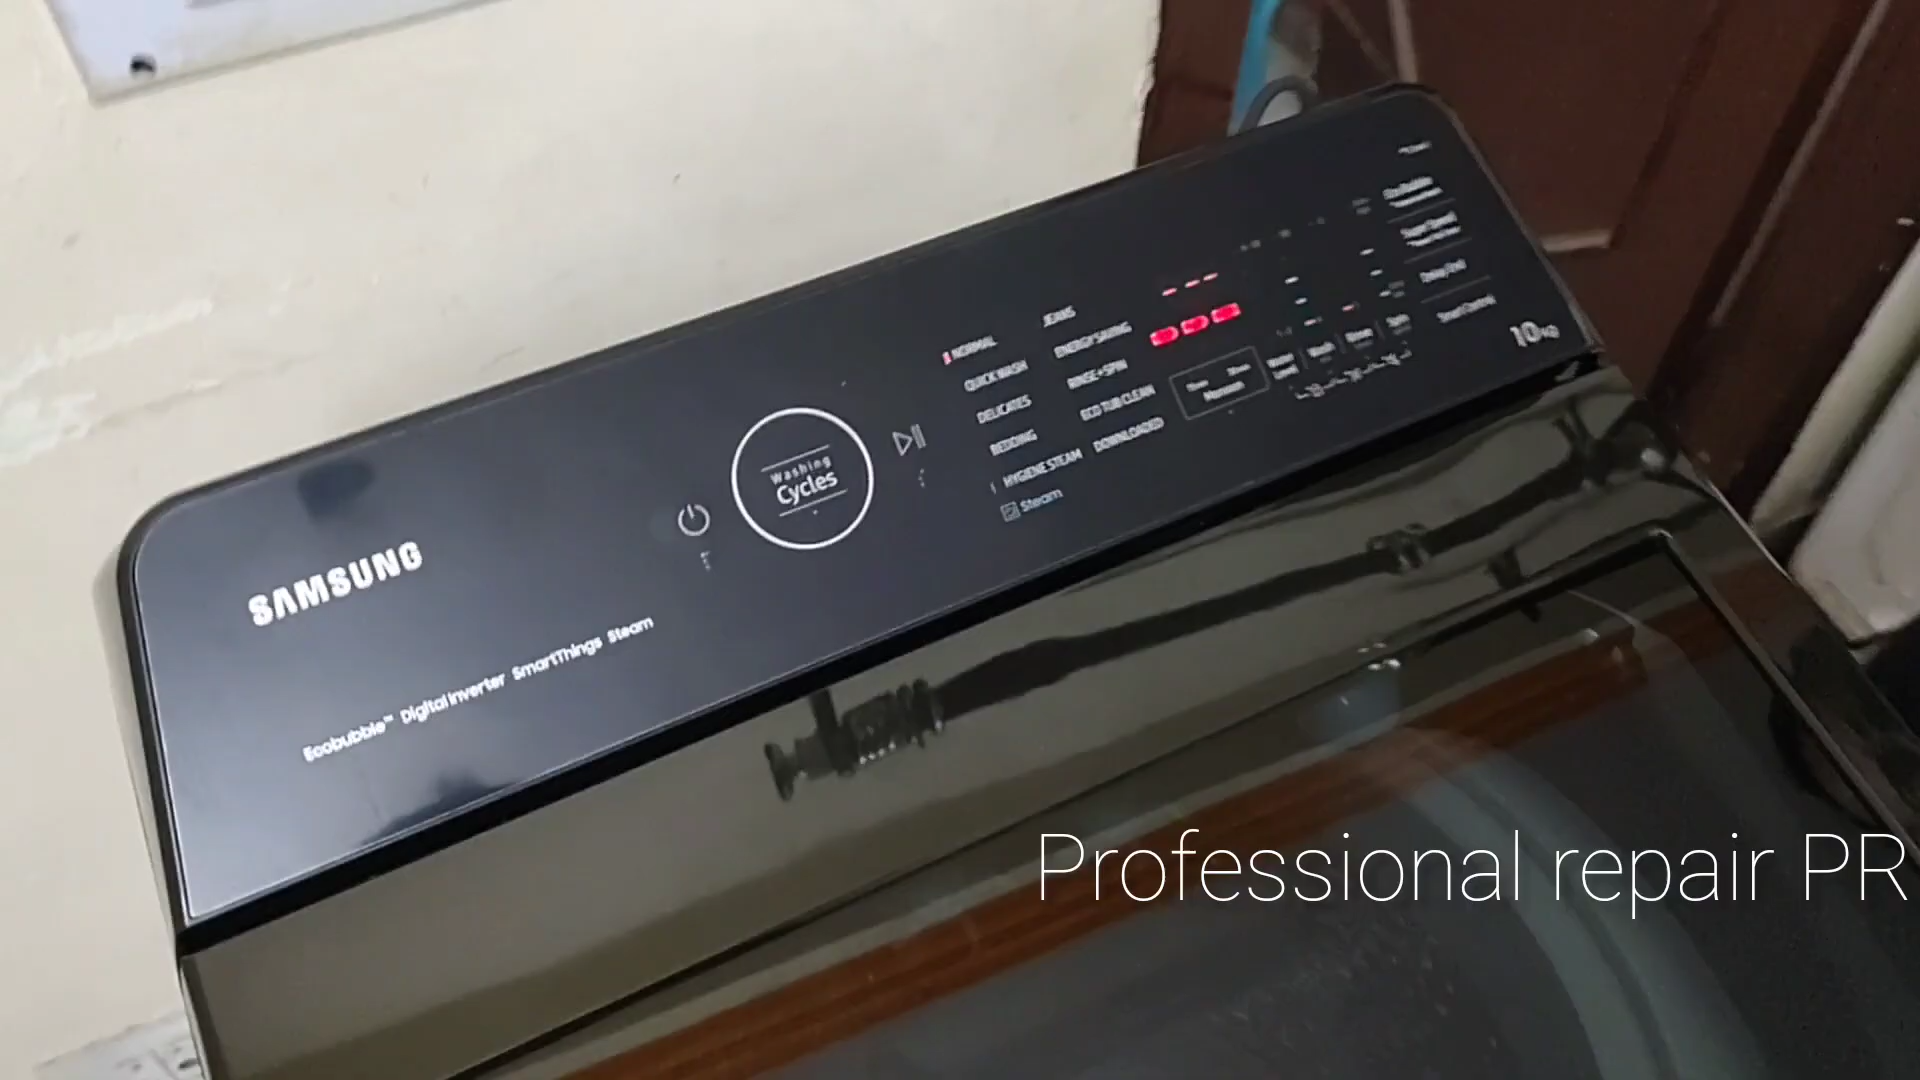 SAMSUNG
Ecobubble™ Digital Inverter SmartThings Steam
Washing
Cycles
NORMAL
QUICK WASH
DELICATES
BEDDING
HYGIENE STEAM
Steam
JEANS
ENERGY SAVING
RINSE+SPIN
ECO TUB CLEAN
DOWNLOADED
Water
Level
Wash
Rinse
Spin
Delay End
Smart Control
10kg
Professional repair PR